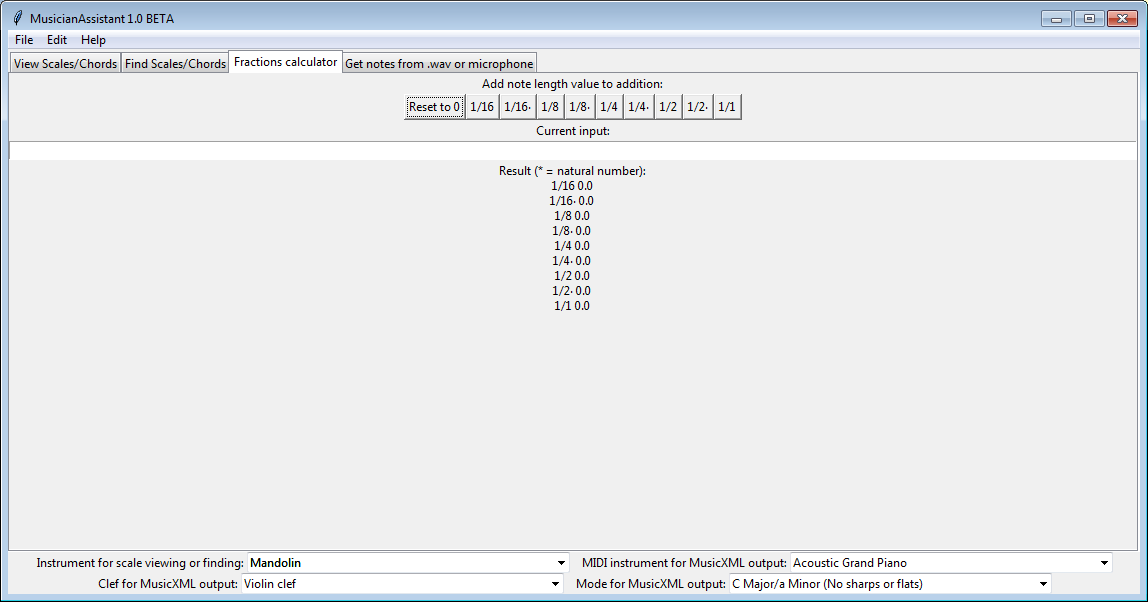 MusicianAssistant 1.0 BETA
File Edit Help
View Scales/Chords Find Scales/Chords Fractions calculator Get notes from .wav or microphone
Add note length value to addition:
Reset to 0 1/16 1/16· 1/8 1/8· 1/4 1/4· 1/2 1/2· 1/1
Current input:
Result (* = natural number):
1/16 0.0
1/16· 0.0
1/8 0.0
1/8· 0.0
1/4 0.0
1/4· 0.0
1/2 0.0
1/2· 0.0
1/1 0.0
Instrument for scale viewing or finding: Mandolin MIDI instrument for MusicXML output: Acoustic Grand Piano
Clef for MusicXML output: Violin clef Mode for MusicXML output: C Major/a Minor (No sharps or flats)